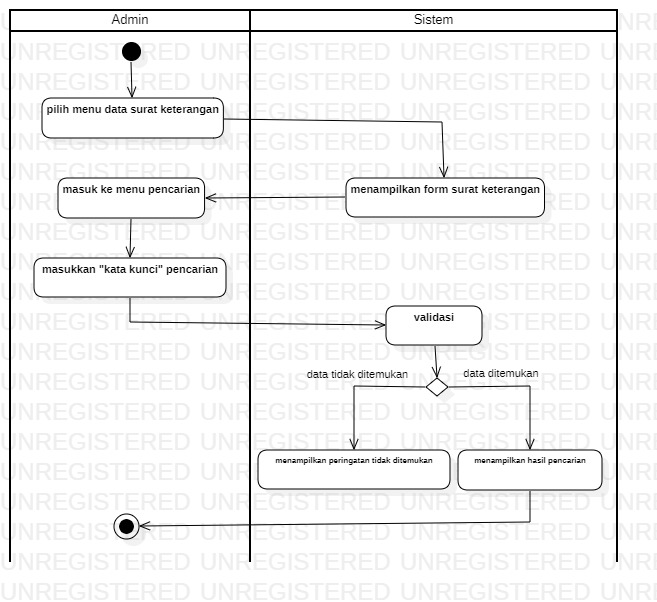 Admin
Sistem
pilih menu data surat keterangan
masuk ke menu pencarian
menampilkan form surat keterangan
masukkan "kata kunci" pencarian
validasi
data tidak ditemukan
data ditemukan
menampilkan peringatan tidak ditemukan
menampilkan hasil pencarian
UNREGISTERED